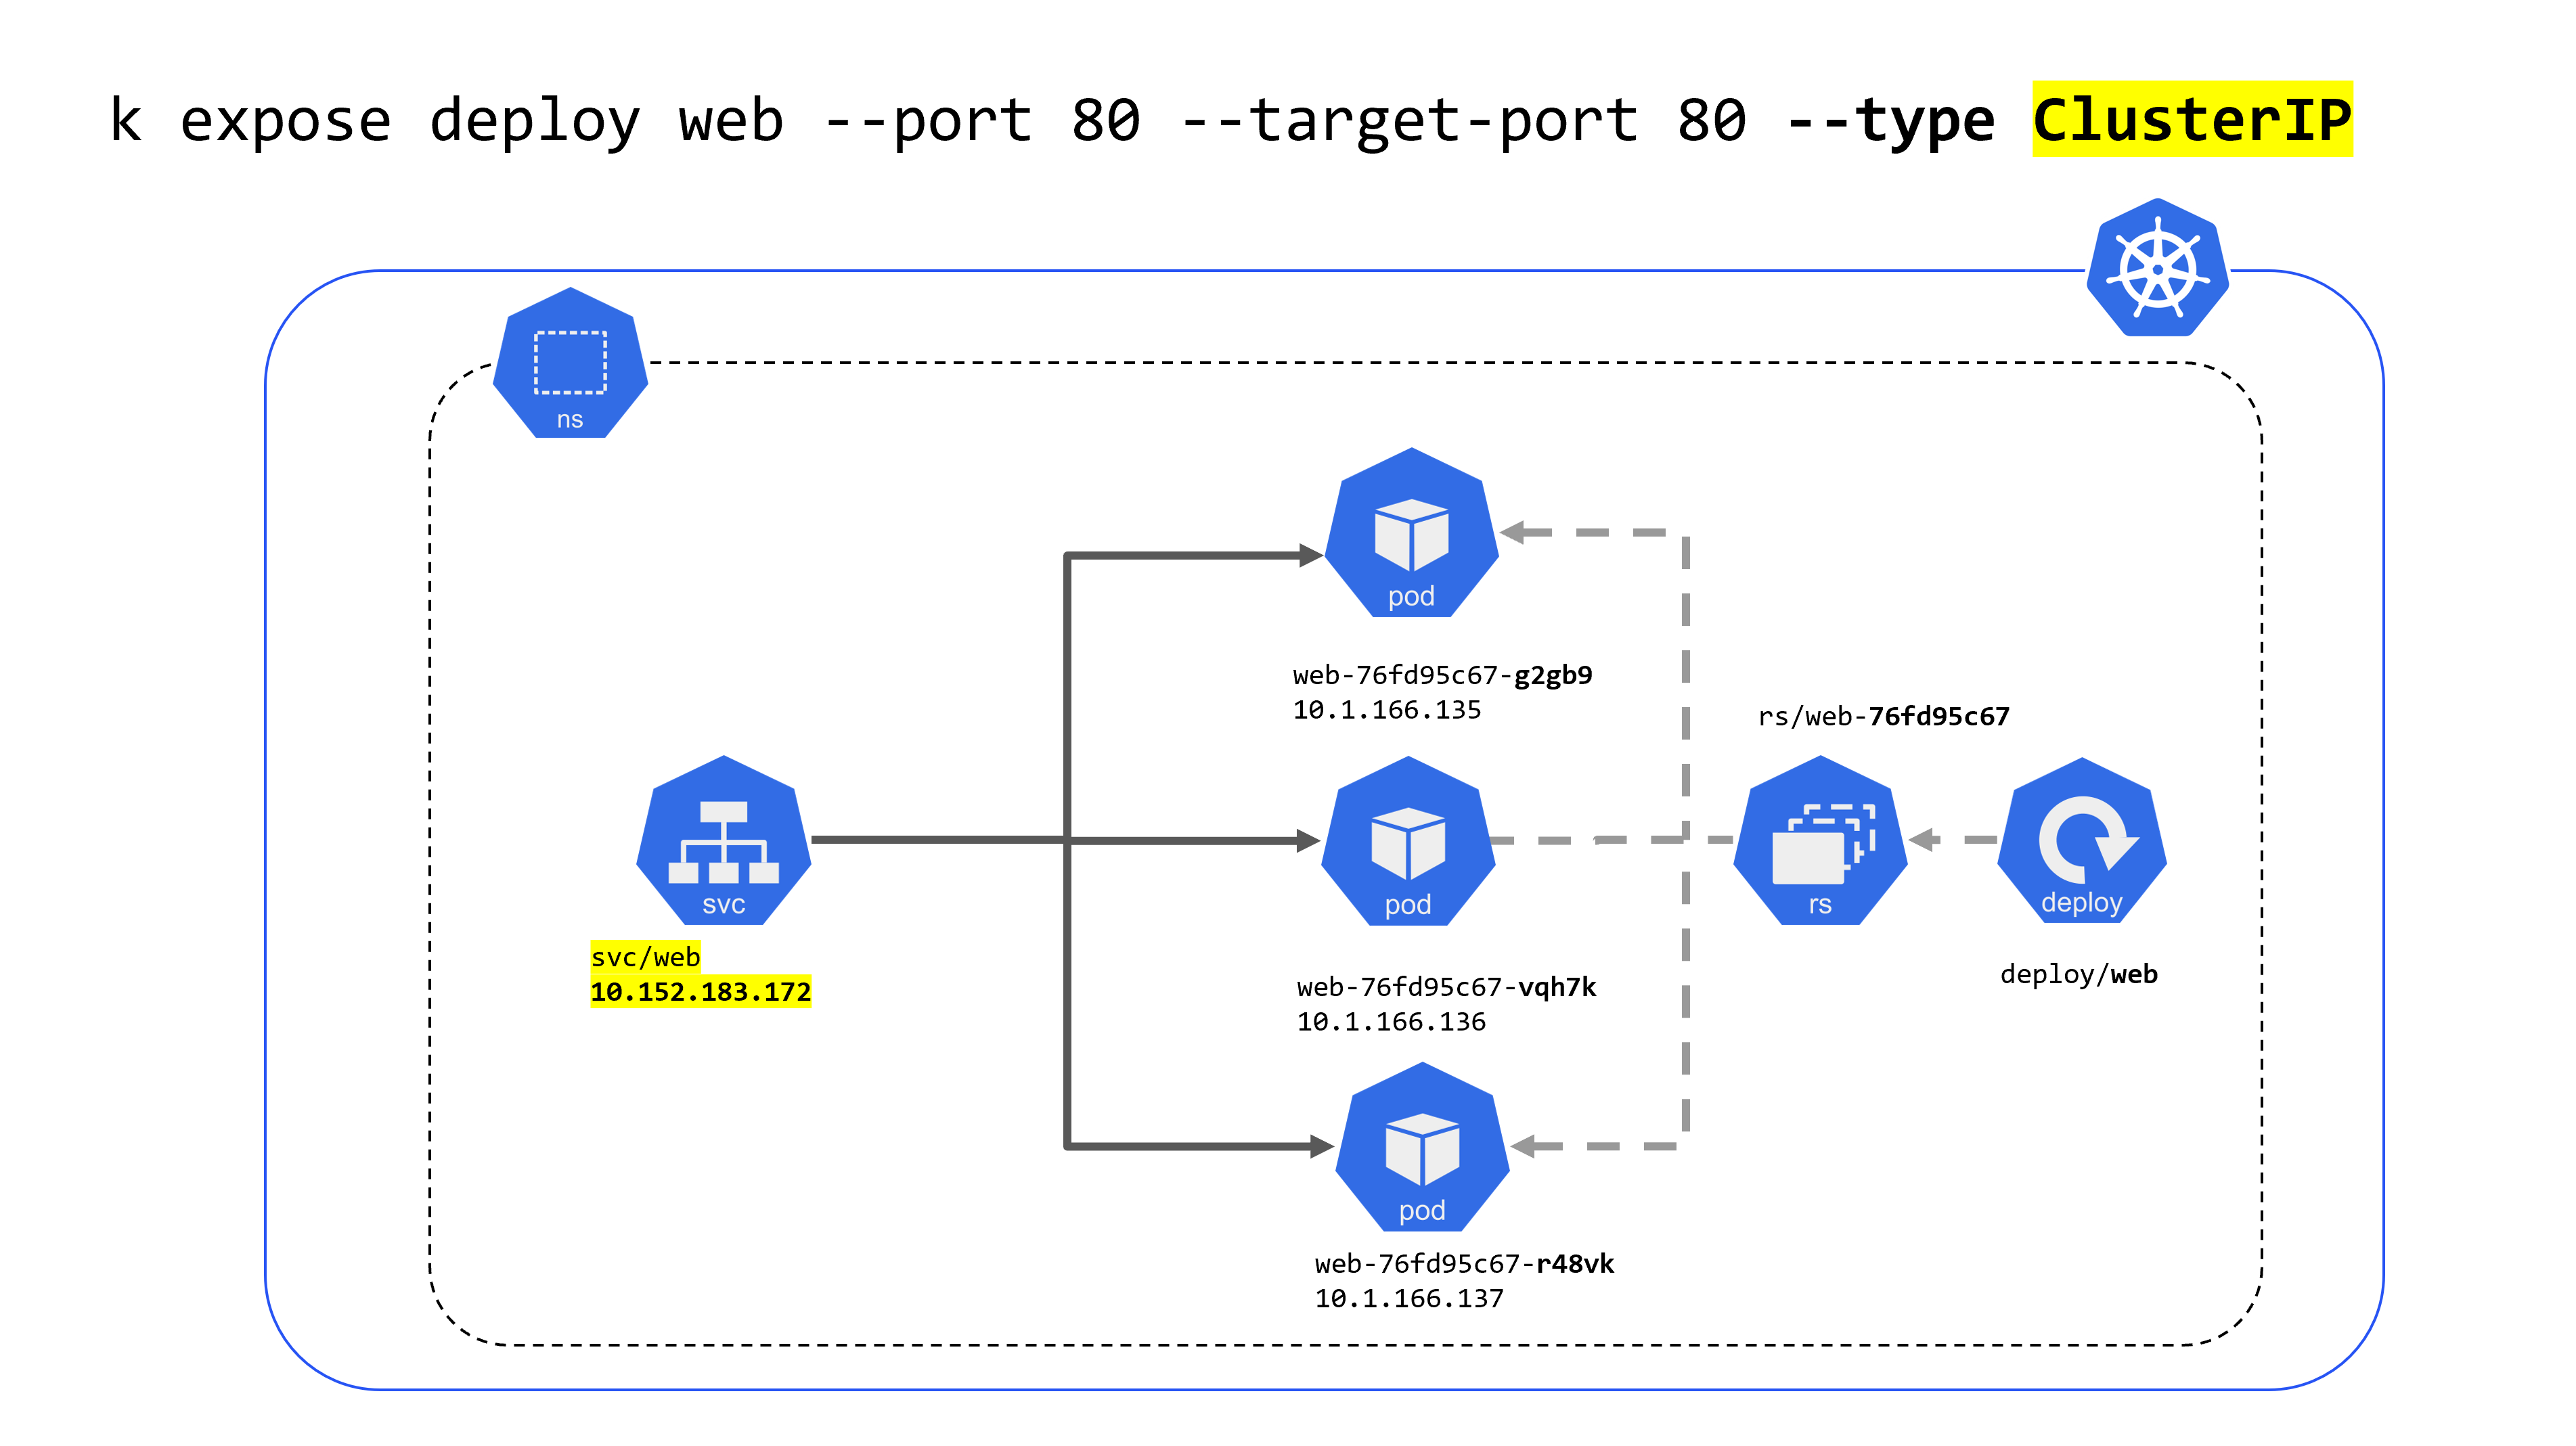 k expose deploy web --port 80 --target-port 80 --type ClusterIP
ns
pod
web-76fd95c67-g2gb9
10.1.166.135
rs/web-76fd95c67
svc
svc/web
10.152.183.172
pod
web-76fd95c67-vqh7k
10.1.166.136
rs
deploy
deploy/web
pod
web-76fd95c67-r48vk
10.1.166.137